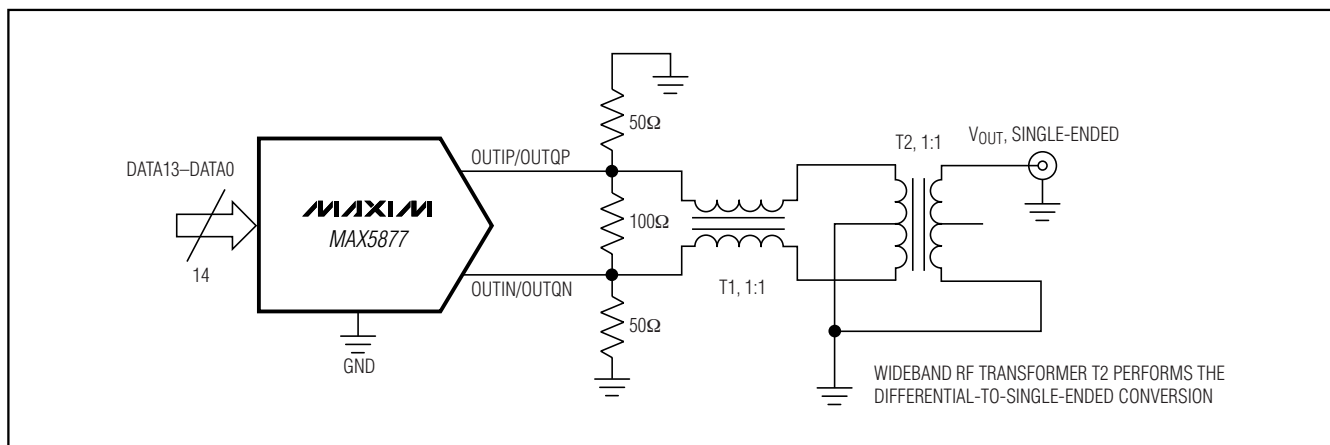 50Ω
T2, 1:1
VOUT, SINGLE-ENDED
DATA13–DATA0
OUTIP/OUTQP
MAXIM
MAX5877
100Ω
14
OUTIN/OUTQN
T1, 1:1
50Ω
GND
WIDEBAND RF TRANSFORMER T2 PERFORMS THE
DIFFERENTIAL-TO-SINGLE-ENDED CONVERSION